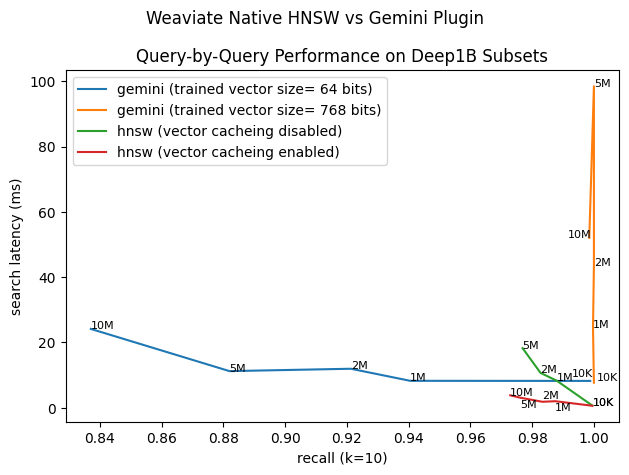 Weaviate Native HNSW vs Gemini Plugin
Query-by-Query Performance on Deep1B Subsets
gemini (trained vector size= 64 bits)
gemini (trained vector size= 768 bits)
hnsw (vector cacheing disabled)
hnsw (vector cacheing enabled)
search latency (ms)
100
80
60
40
20
0
5M
10M
2M
1M
10M
5M
2M
1M
10K
10K
5M
2M
1M
10K
10M
5M
2M
1M
10K
0.84
0.86
0.88
0.90
0.92
0.94
0.96
0.98
1.00
recall (k=10)